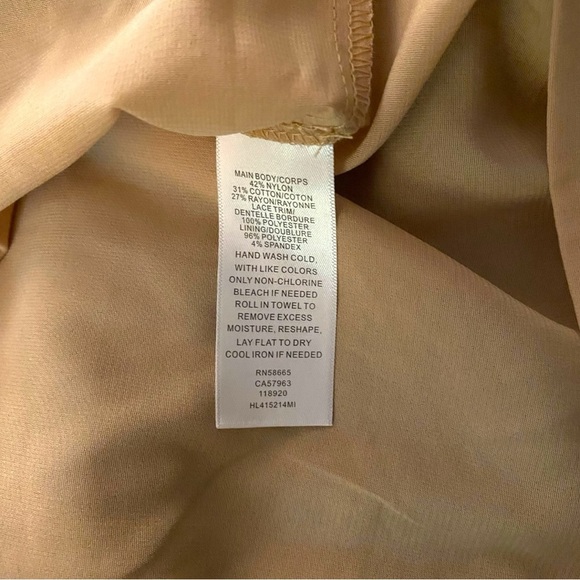 MAIN BODY/CORPS
42% NYLON
31% COTTON/COTON
27% RAYON/RAYONNE
LACE TRIM/
DENTELLE BORDURE
100% POLYESTER
LINING/DOUBLURE
96% POLYESTER
4% SPANDEX
HAND WASH COLD,
WITH LIKE COLORS
ONLY NON-CHLORINE
BLEACH IF NEEDED
ROLL IN TOWEL TO
REMOVE EXCESS
MOISTURE, RESHAPE,
LAY FLAT TO DRY
COOL IRON IF NEEDED
RN58665
CA57963
118920
HL415214MI